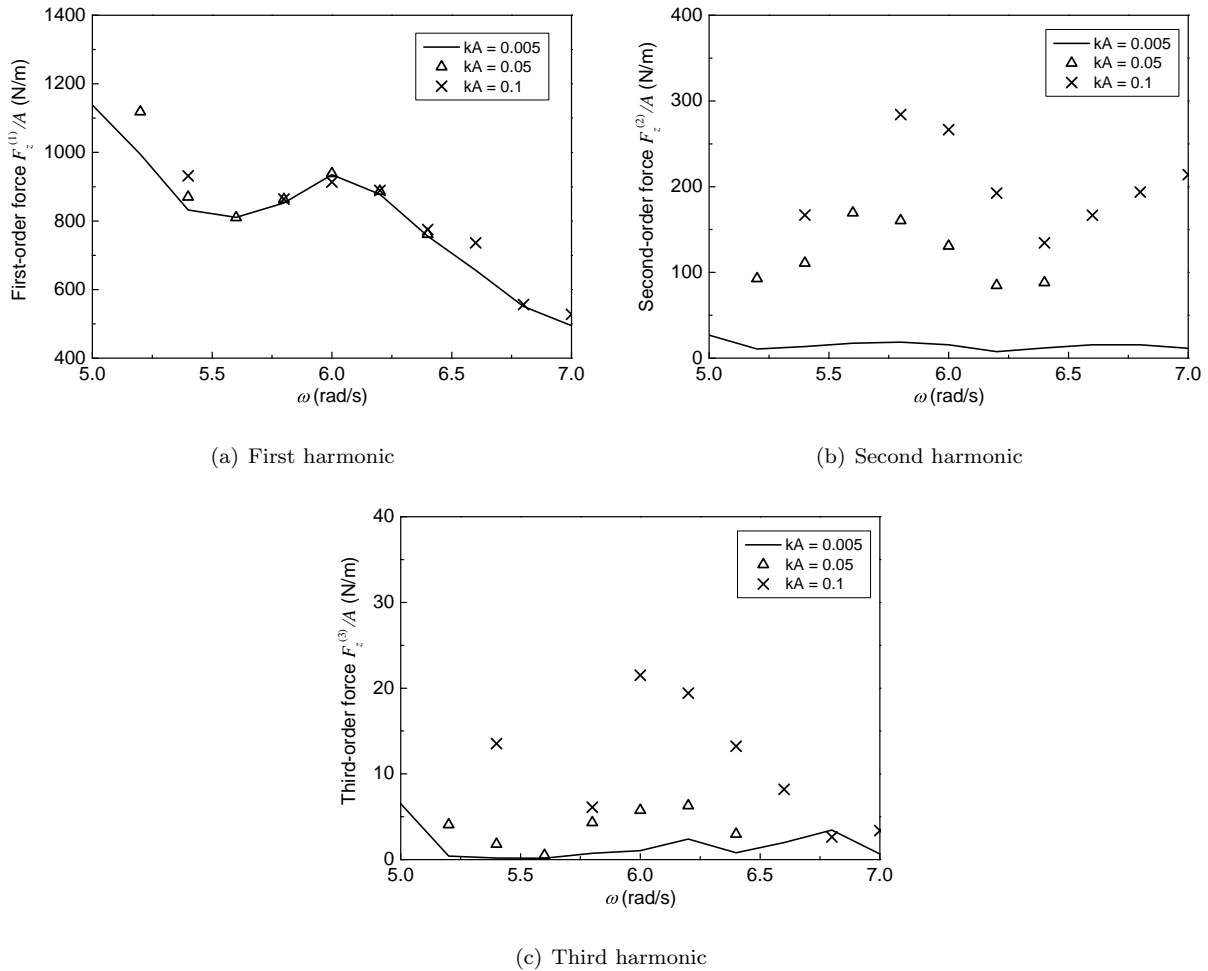 1400
1200
1000
800
600
400
5.0 5.5 6.0 6.5 7.0
ω (rad/s)
First-order force F_z^(1)/A (N/m)
kA = 0.005
kA = 0.05
kA = 0.1
(a) First harmonic
400
300
200
100
0
5.0 5.5 6.0 6.5 7.0
ω (rad/s)
Second-order force F_z^(2)/A (N/m)
kA = 0.005
kA = 0.05
kA = 0.1
(b) Second harmonic
40
30
20
10
0
5.0 5.5 6.0 6.5 7.0
ω (rad/s)
Third-order force F_z^(3)/A (N/m)
kA = 0.005
kA = 0.05
kA = 0.1
(c) Third harmonic